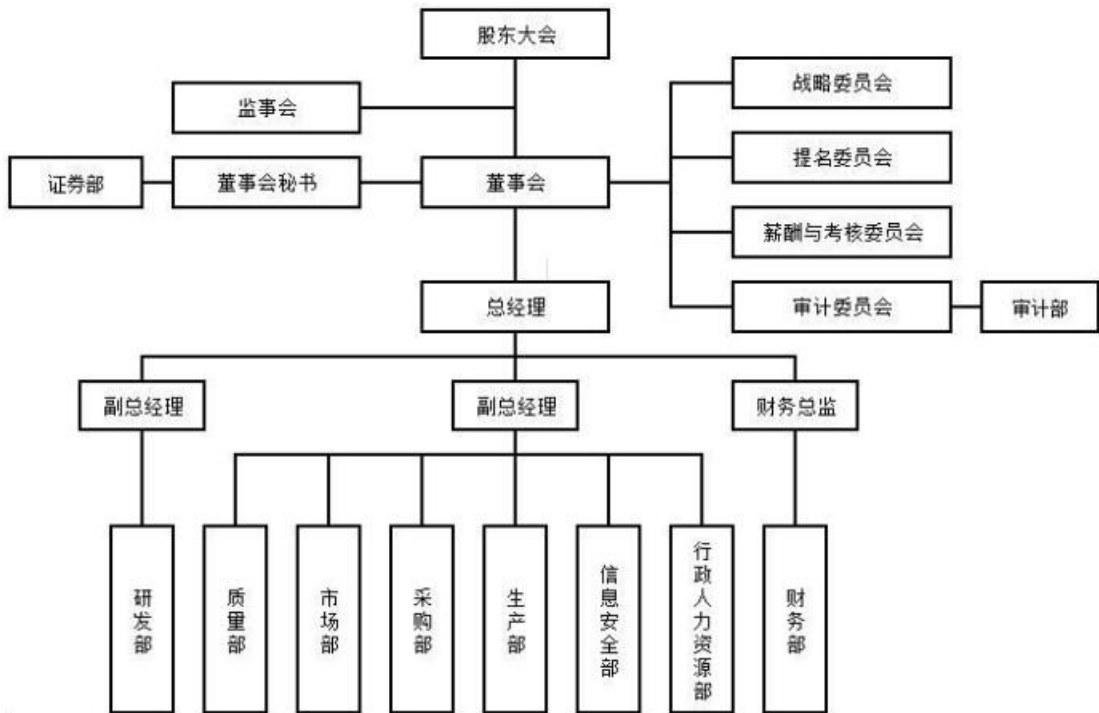 股东大会
战略委员会
监事会
提名委员会
证券部
董事会秘书
董事会
薪酬与考核委员会
总经理
审计委员会
审计部
副总经理
副总经理
财务总监
研发部
质量部
市场部
采购部
生产部
信息安全部
行政人力资源部
财务部